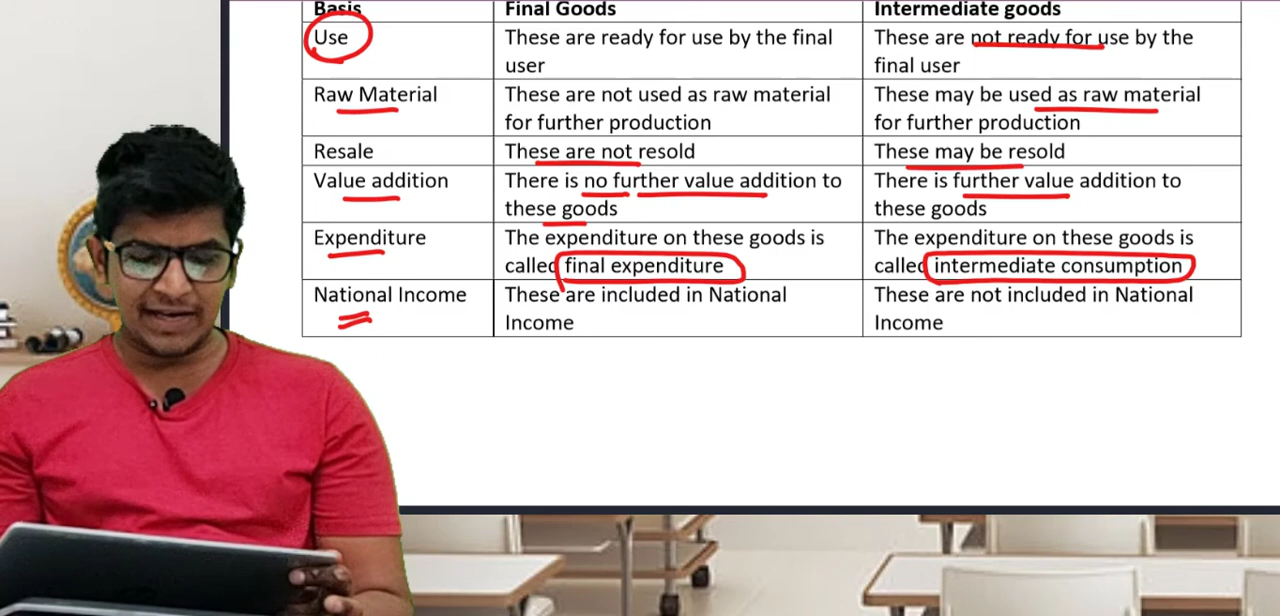 Basis Final Goods Intermediate goods
Use These are ready for use by the final These are not ready for use by the
user final user
Raw Material These are not used as raw material These may be used as raw material
for further production for further production
Resale These are not resold These may be resold
Value addition There is no further value addition to There is further value addition to
these goods these goods
Expenditure The expenditure on these goods is The expenditure on these goods is
called final expenditure called intermediate consumption
National Income These are included in National These are not included in National
Income Income